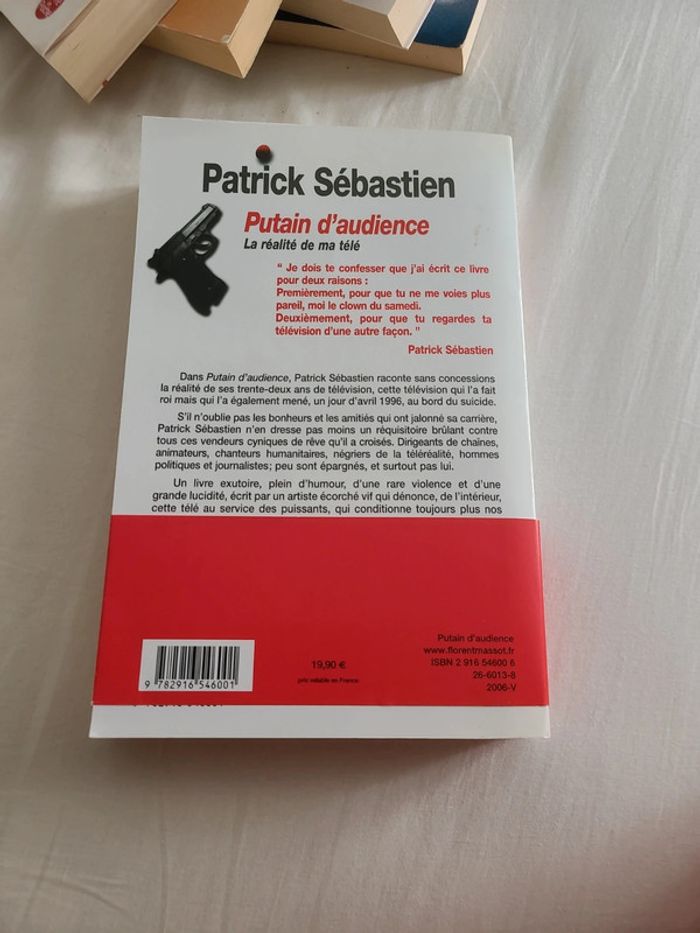 Patrick Sébastien
Putain d'audience
La réalité de ma télé
" Je dois te confesser que j'ai écrit ce livre
pour deux raisons :
Premièrement, pour que tu ne me voies plus
pareil, moi le clown du samedi.
Deuxièmement, pour que tu regardes ta
télévision d'une autre façon. "
Patrick Sébastien
Dans Putain d'audience, Patrick Sébastien raconte sans concessions
la réalité de ses trente-deux ans de télévision, cette télévision qui l'a fait
roi mais qui l'a également mené, un jour d'avril 1996, au bord du suicide.
S'il n'oublie pas les bonheurs et les amitiés qui ont jalonné sa carrière,
Patrick Sébastien n'en dresse pas moins un réquisitoire brûlant contre
tous ces vendeurs cyniques de rêve qu'il a croisés. Dirigeants de chaînes,
animateurs, chanteurs humanitaires, négriers de la téléréalité, hommes
politiques et journalistes ; peu sont épargnés, et surtout pas lui.
Un livre exutoire, plein d'humour, d'une rare violence et d'une
grande lucidité, écrit par un artiste écorché vif qui dénonce, de l'intérieur,
cette télé au service des puissants, qui conditionne toujours plus nos
Putain d'audience
www.florentmassot.fr
ISBN 2 916 54600 6
26-6013-8
2006-V
19,90 €
prix valable en France
9 782916 546001